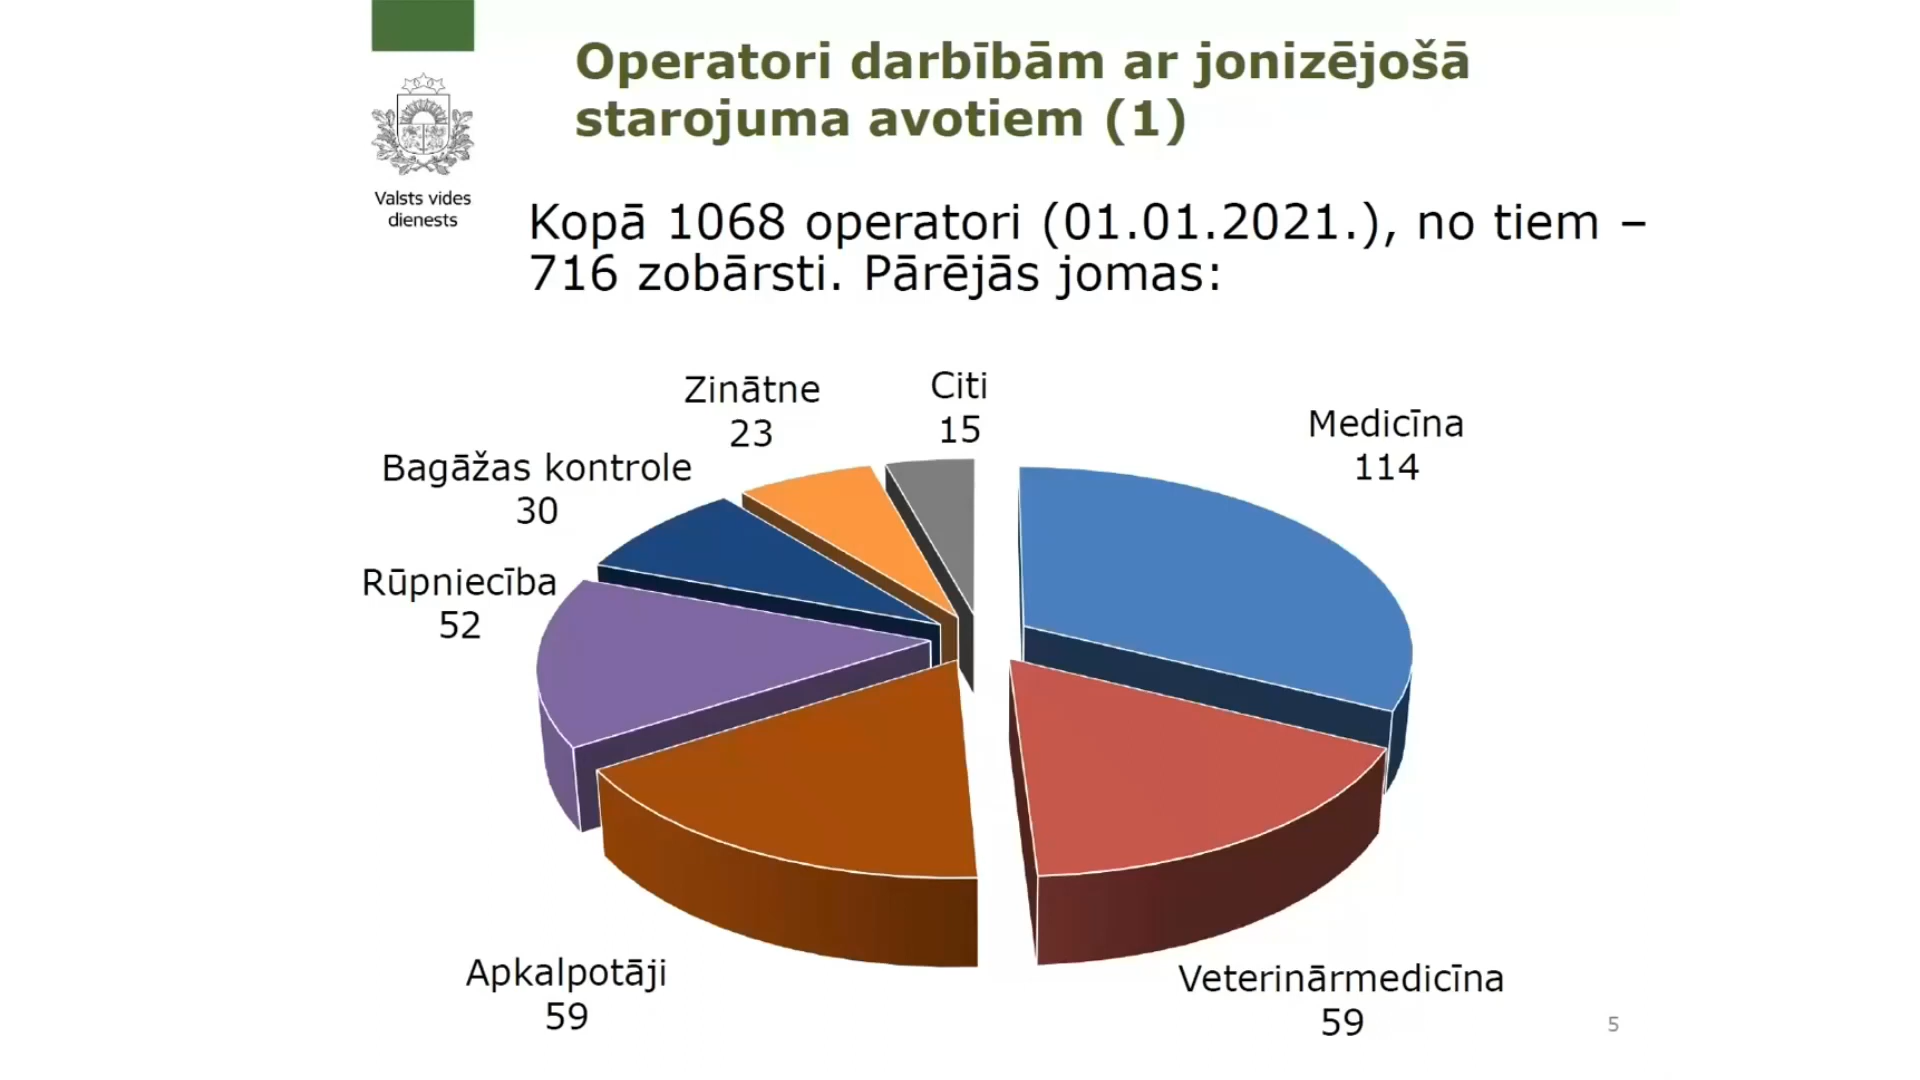 Operatori darbībām ar jonizējošā
starojuma avotiem (1)
Valsts vides
dienests
Kopā 1068 operatori (01.01.2021.), no tiem –
716 zobārsti. Pārējās jomas:
Zinātne
23
Citi
15
Medicīna
114
Bagāžas kontrole
30
Rūpniecība
52
Apkalpotāji
59
Veterinārmedicīna
59
5